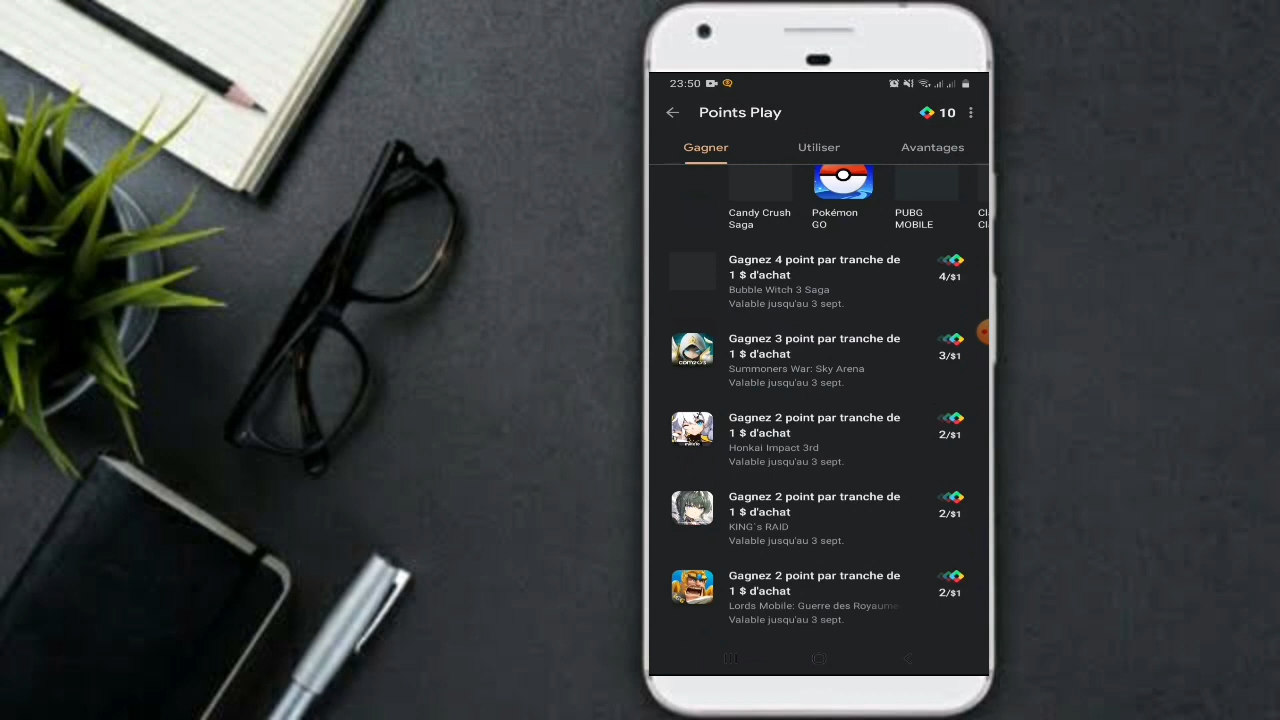 23:50
Points Play
10
Gagner Utiliser Avantages
Candy Crush Saga
Pokémon GO
PUBG MOBILE
Gagnez 4 point par tranche de
1 $ d'achat
4/$1
Bubble Witch 3 Saga
Valable jusqu'au 3 sept.
Gagnez 3 point par tranche de
1 $ d'achat
3/$1
Summoners War: Sky Arena
Valable jusqu'au 3 sept.
Gagnez 2 point par tranche de
1 $ d'achat
2/$1
Honkai Impact 3rd
Valable jusqu'au 3 sept.
Gagnez 2 point par tranche de
1 $ d'achat
2/$1
KING`s RAID
Valable jusqu'au 3 sept.
Gagnez 2 point par tranche de
1 $ d'achat
2/$1
Lords Mobile: Guerre des Royaume
Valable jusqu'au 3 sept.